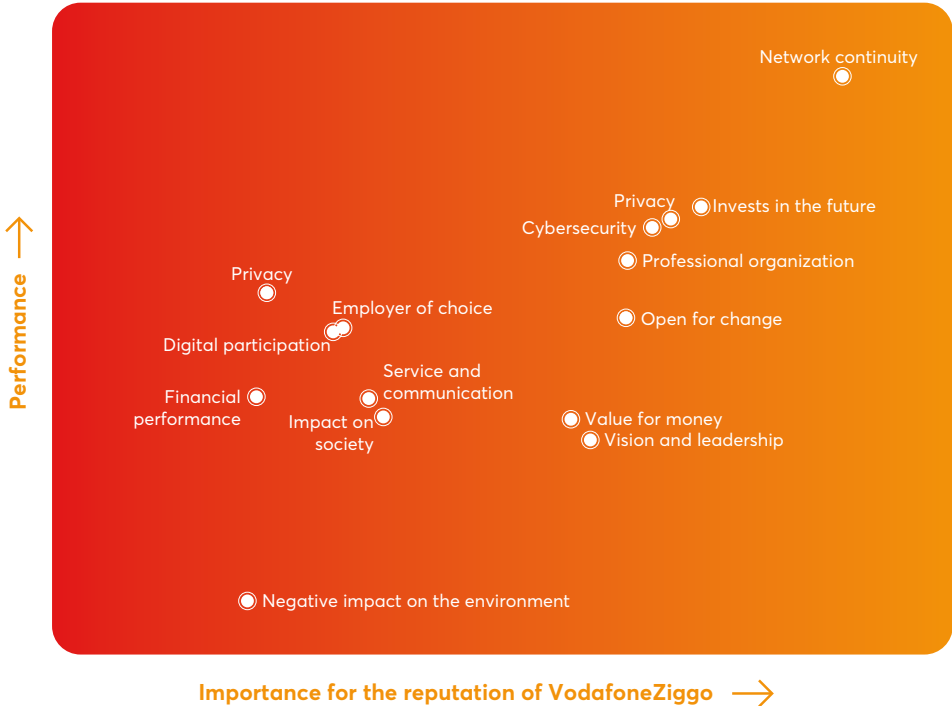 Network continuity
Privacy
Invests in the future
Cybersecurity
Professional organization
Privacy
Employer of choice
Open for change
Digital participation
Service and
communication
Financial
performance
Impact on
society
Value for money
Vision and leadership
Negative impact on the environment
Performance
Importance for the reputation of VodafoneZiggo